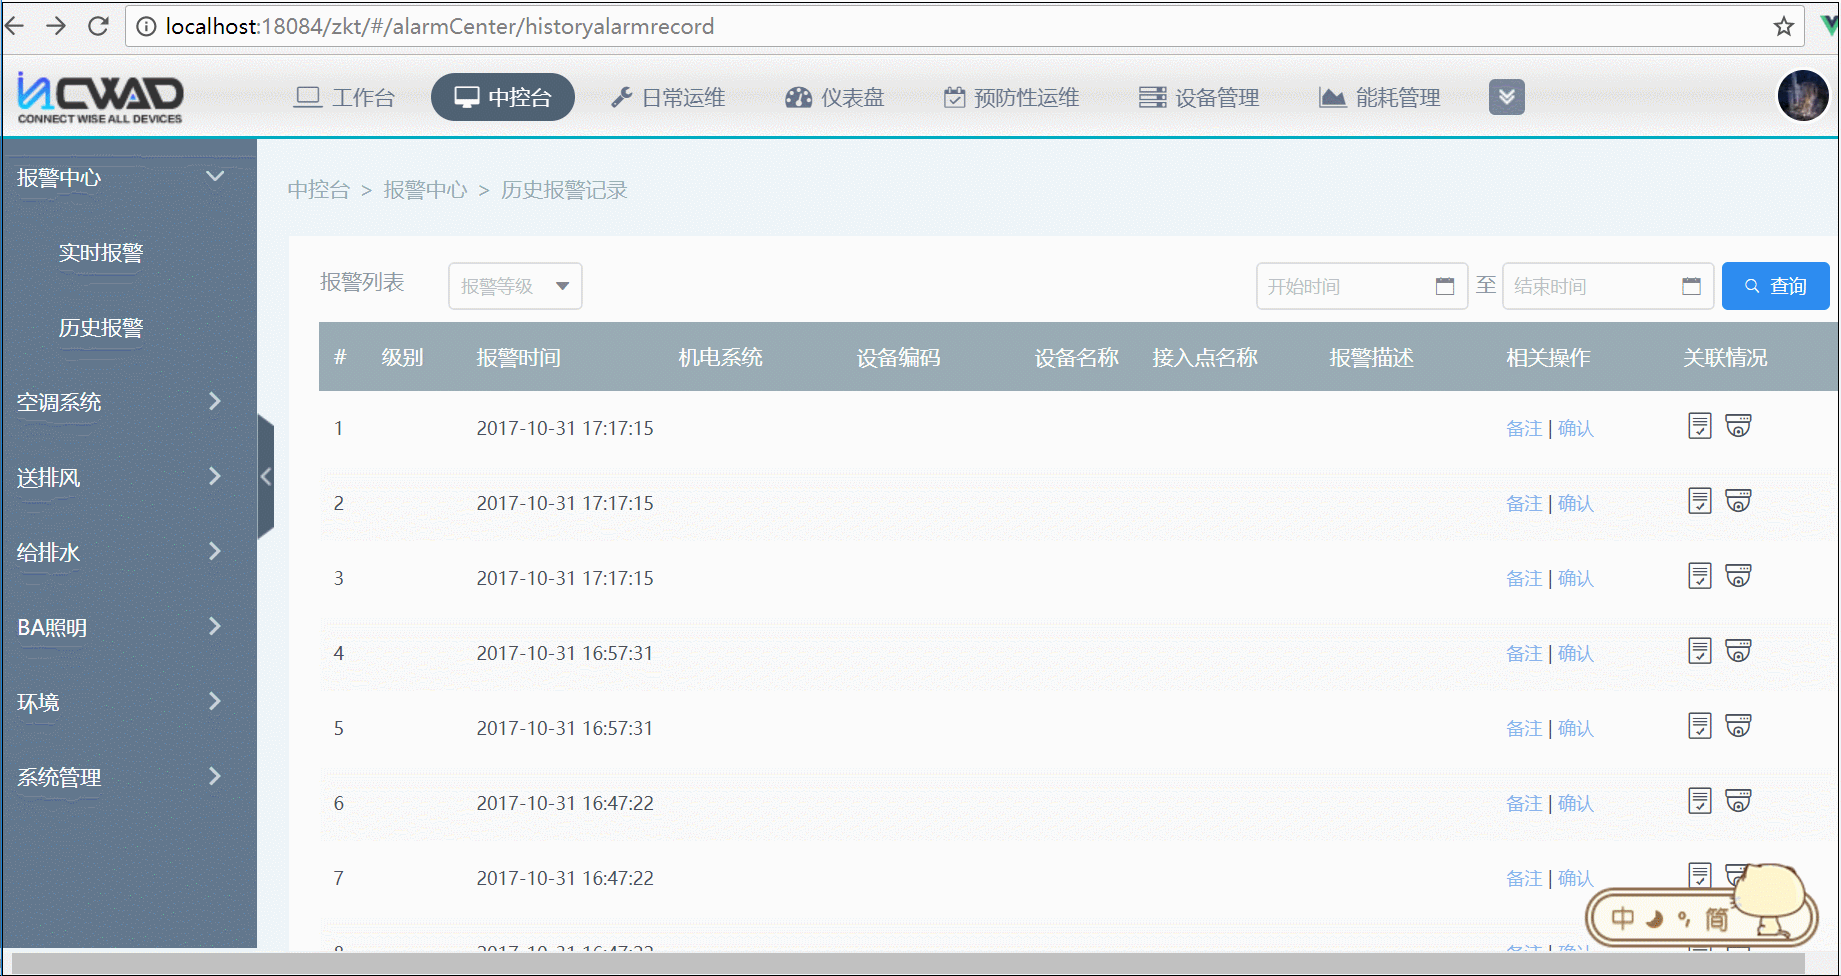 localhost:18084/zkt/#/alarmCenter/historyalarmrecord
CWAD
CONNECT WISE ALL DEVICES
工作台 中控台 日常运维 仪表盘 预防性运维 设备管理 能耗管理
报警中心
实时报警
历史报警
空调系统
送排风
给排水
BA照明
环境
系统管理
中控台 > 报警中心 > 历史报警记录
报警列表 报警等级 开始时间 至 结束时间 查询
# 级别 报警时间 机电系统 设备编码 设备名称 接入点名称 报警描述 相关操作 关联情况
1 2017-10-31 17:17:15 备注 | 确认
2 2017-10-31 17:17:15 备注 | 确认
3 2017-10-31 17:17:15 备注 | 确认
4 2017-10-31 16:57:31 备注 | 确认
5 2017-10-31 16:57:31 备注 | 确认
6 2017-10-31 16:47:22 备注 | 确认
7 2017-10-31 16:47:22 备注 | 确认
中 简